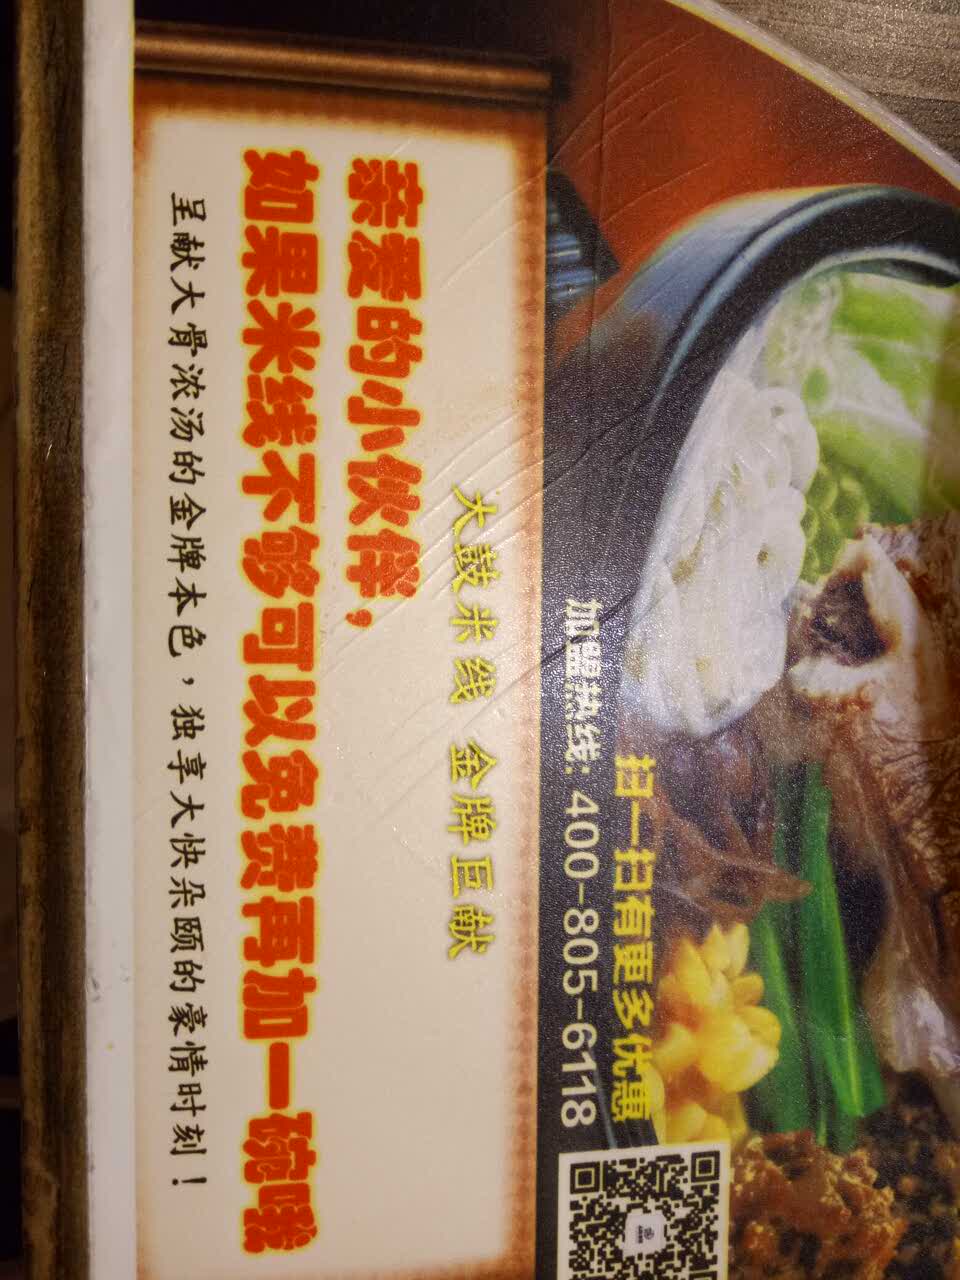 扫一扫有更多优惠
加盟热线：400-805-6118
大鼓米线 金牌巨献
亲爱的小伙伴，
如果米线不够可以免费再加一碗哦
呈献大骨浓汤的金牌本色，独享大快朵颐的豪情时刻！